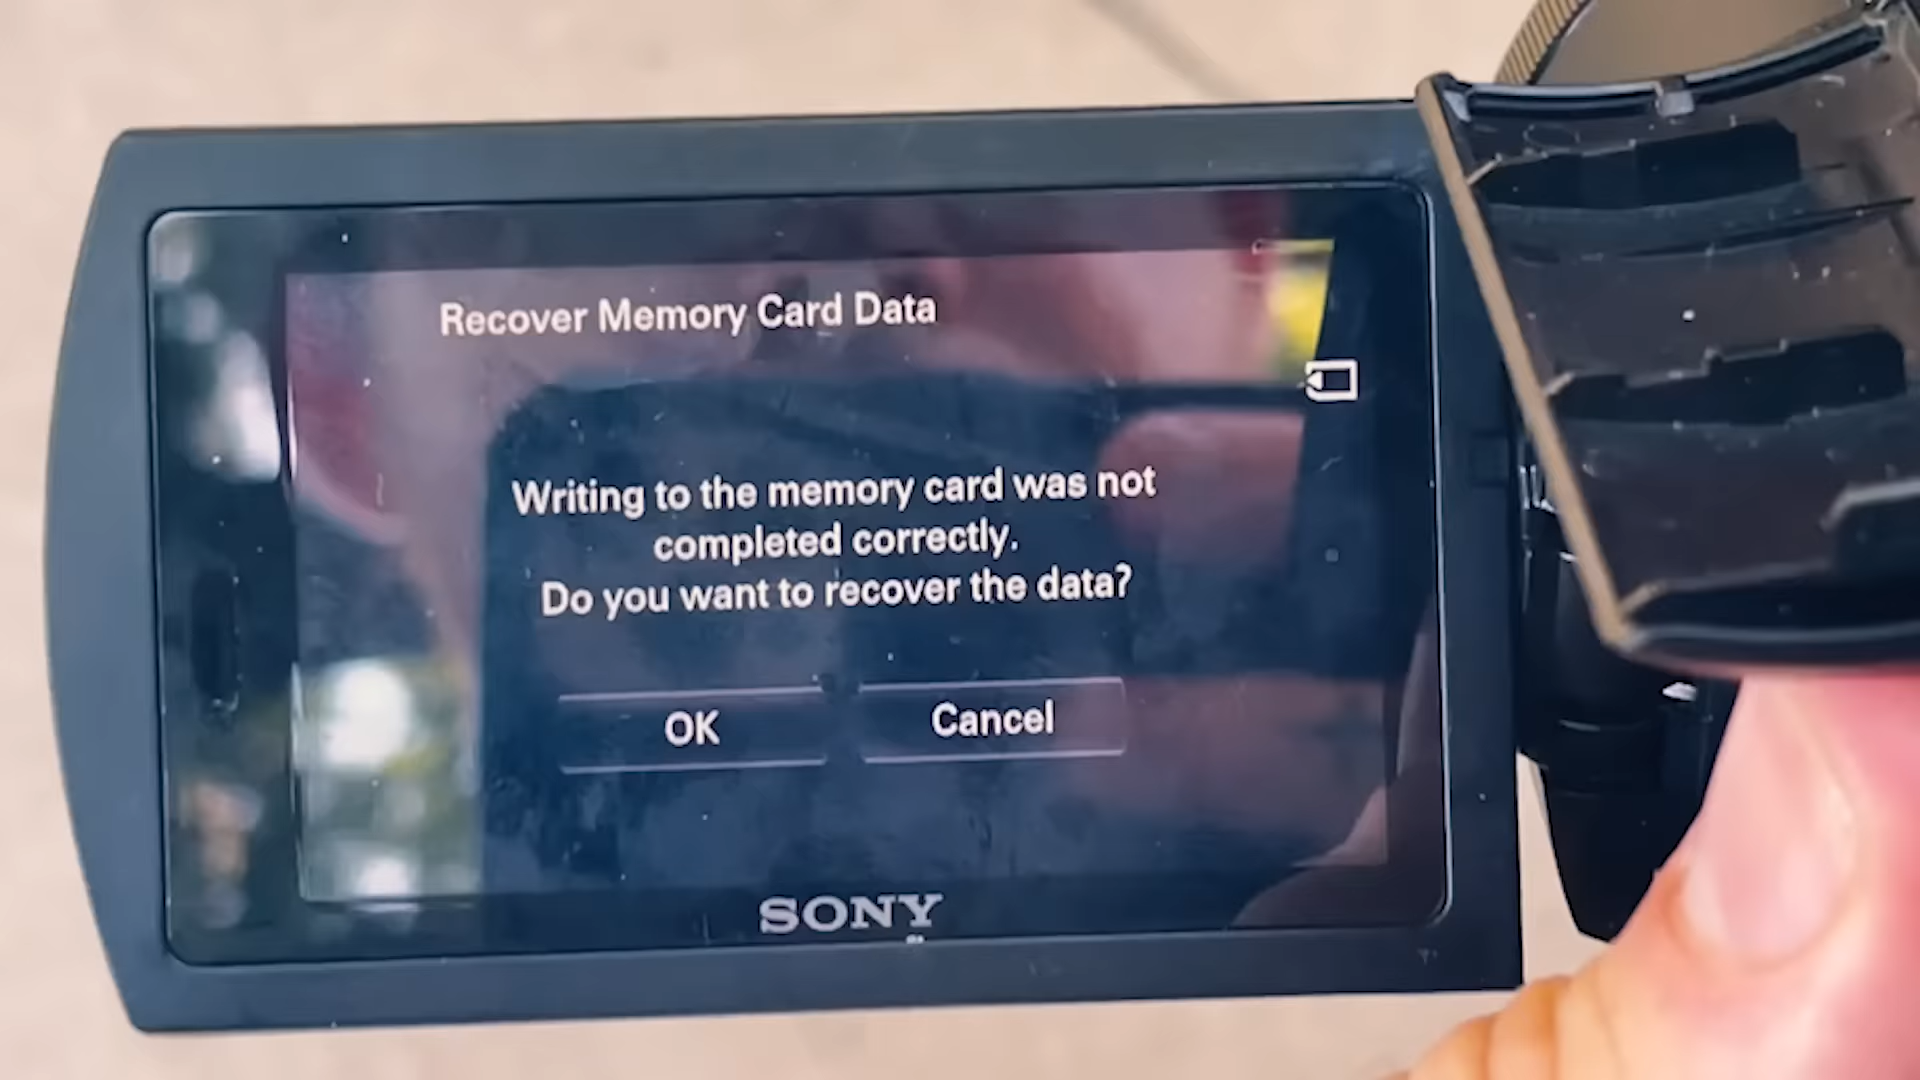 Recover Memory Card Data
Writing to the memory card was not
completed correctly.
Do you want to recover the data?
OK Cancel
SONY